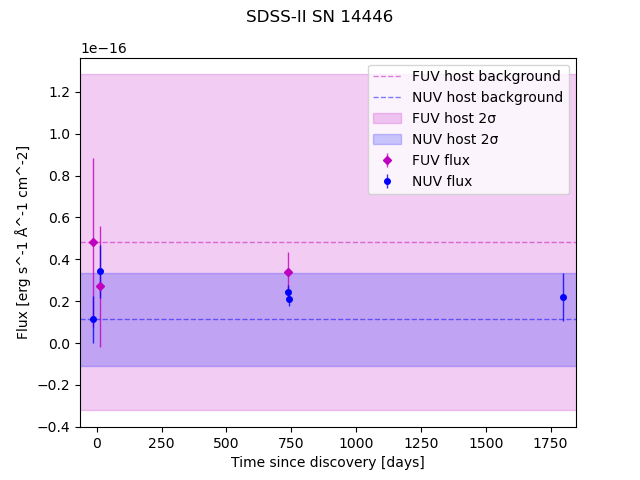 SDSS-II SN 14446
1e−16
FUV host background
NUV host background
FUV host 2σ
NUV host 2σ
FUV flux
NUV flux
1.2
1.0
0.8
0.6
0.4
0.2
0.0
−0.2
−0.4
Flux [erg s^-1 Å^-1 cm^-2]
0 250 500 750 1000 1250 1500 1750
Time since discovery [days]